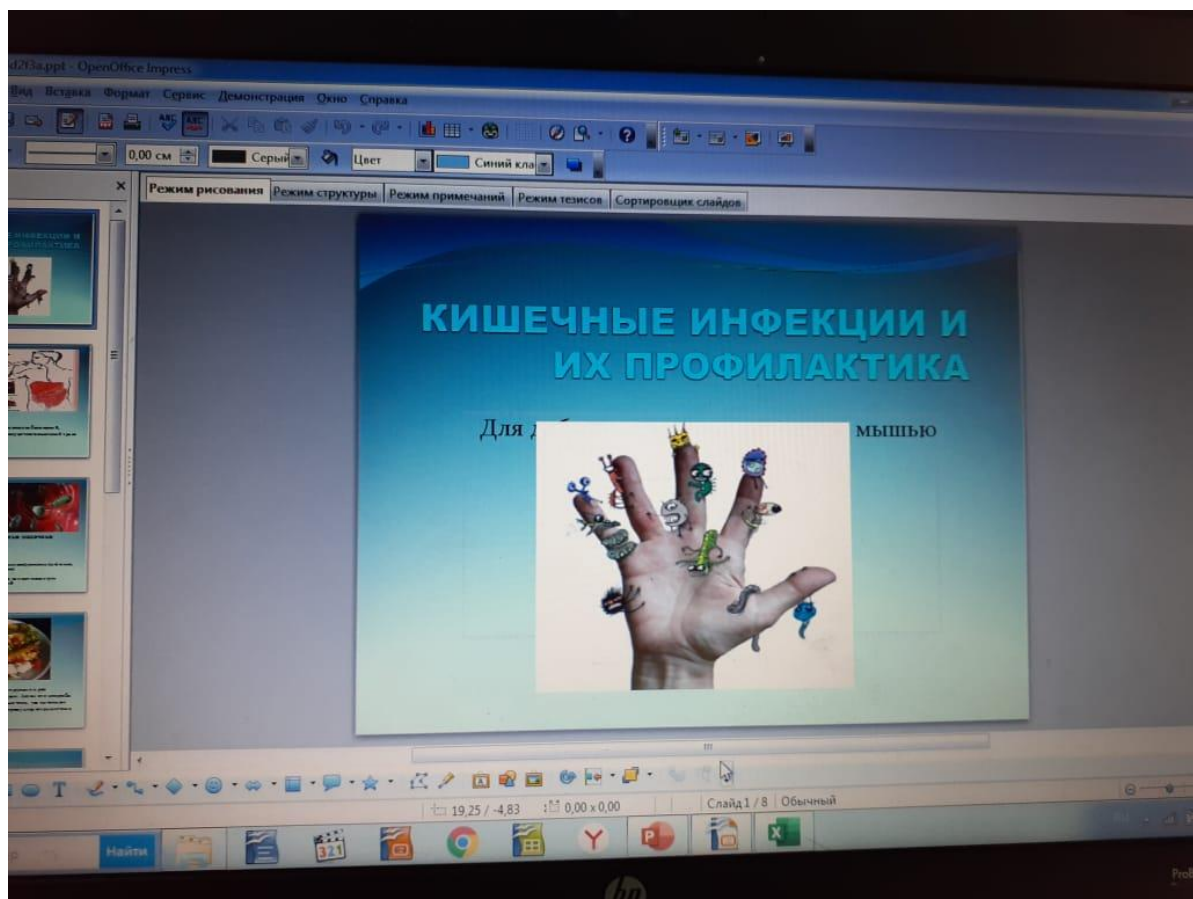 d2f3a.ppt - OpenOffice Impress
Вид Вставка Формат Сервис Демонстрация Окно Справка
0,00 см Серый Цвет Синий кла
Режим рисования Режим структуры Режим примечаний Режим тезисов Сортировщик слайдов
КИШЕЧНЫЕ ИНФЕКЦИИ И
ИХ ПРОФИЛАКТИКА
Для мышью
19,25 / -4,83 0,00 x 0,00 Слайд 1 / 8 Обычный
Найти
321
hp